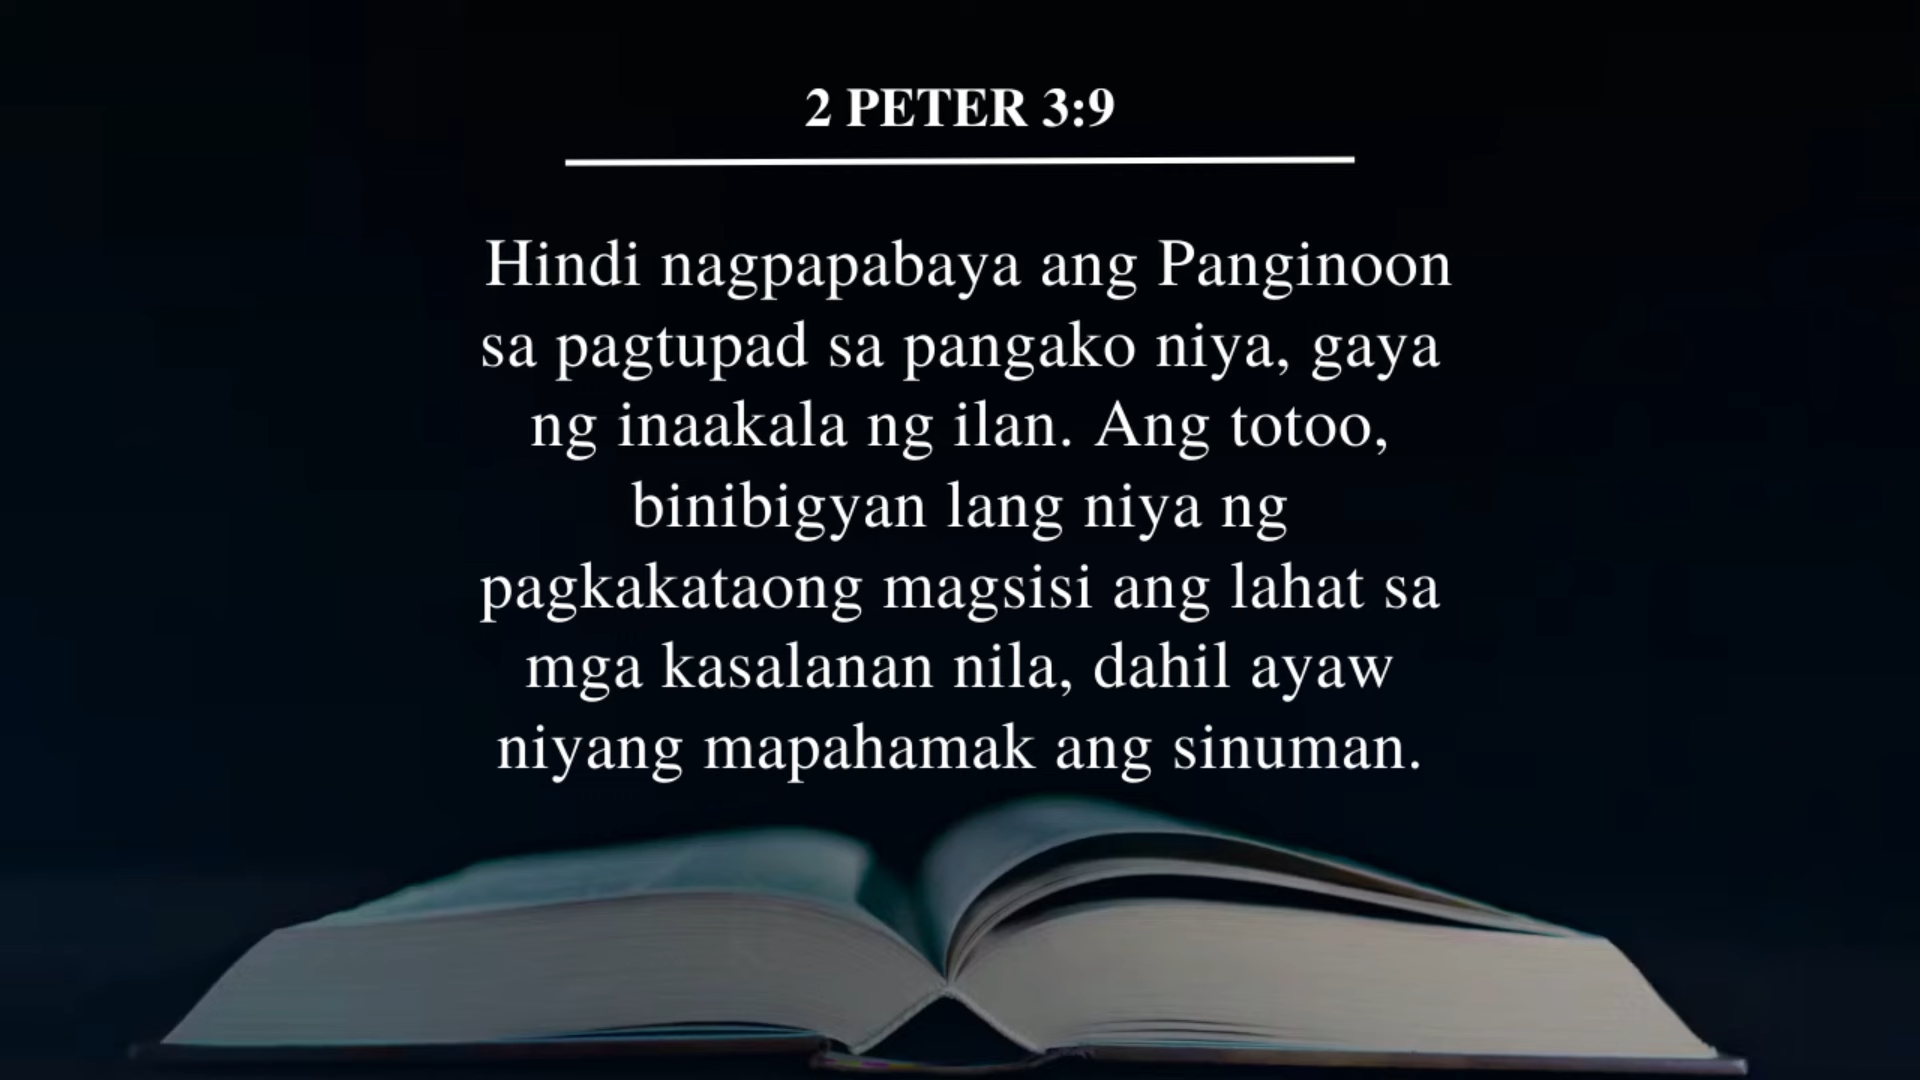 2 PETER 3:9
Hindi nagpapabaya ang Panginoon
sa pagtupad sa pangako niya, gaya
ng inaakala ng ilan. Ang totoo,
binibigyan lang niya ng
pagkakataong magsisi ang lahat sa
mga kasalanan nila, dahil ayaw
niyang mapahamak ang sinuman.